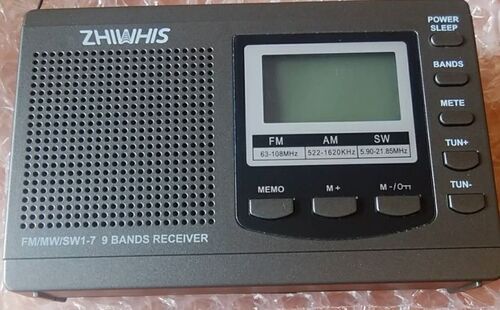 ZHIWHIS
POWER
SLEEP
BANDS
METE
TUN+
TUN-
FM AM SW
63-108MHz 522-1620KHz 5.90-21.85MHz
MEMO M+ M-/
FM/MW/SW1-7 9 BANDS RECEIVER